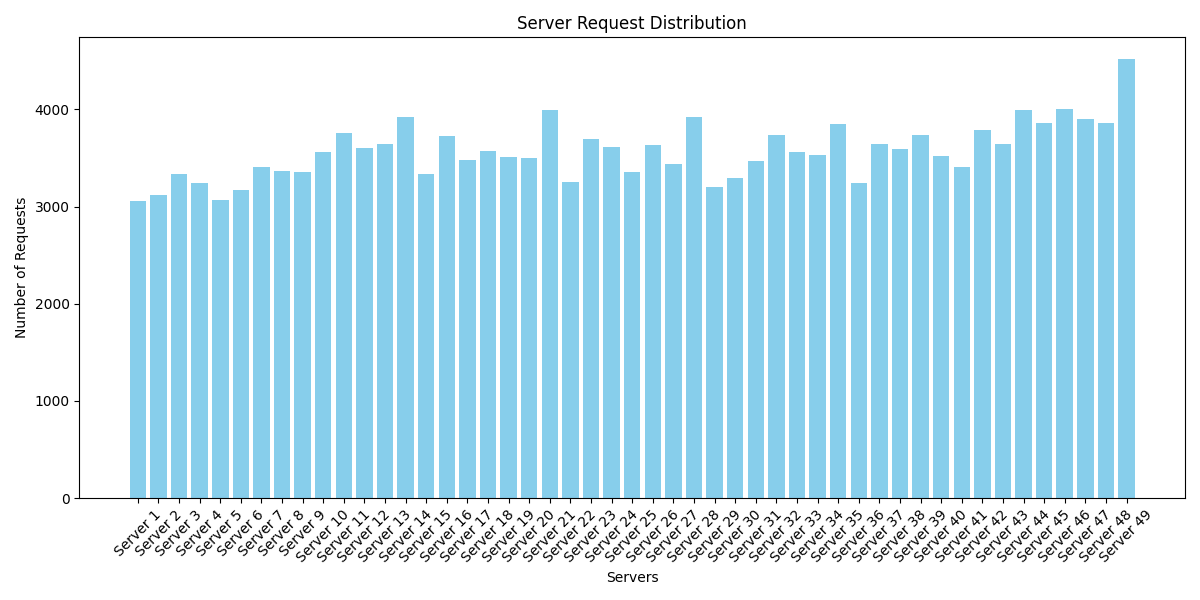 Server Request Distribution
Number of Requests
4000
3000
2000
1000
0
Server 1
Server 2
Server 3
Server 4
Server 5
Server 6
Server 7
Server 8
Server 9
Server 10
Server 11
Server 12
Server 13
Server 14
Server 15
Server 16
Server 17
Server 18
Server 19
Server 20
Server 21
Server 22
Server 23
Server 24
Server 25
Server 26
Server 27
Server 28
Server 29
Server 30
Server 31
Server 32
Server 33
Server 34
Server 35
Server 36
Server 37
Server 38
Server 39
Server 40
Server 41
Server 42
Server 43
Server 44
Server 45
Server 46
Server 47
Server 48
Server 49
Servers